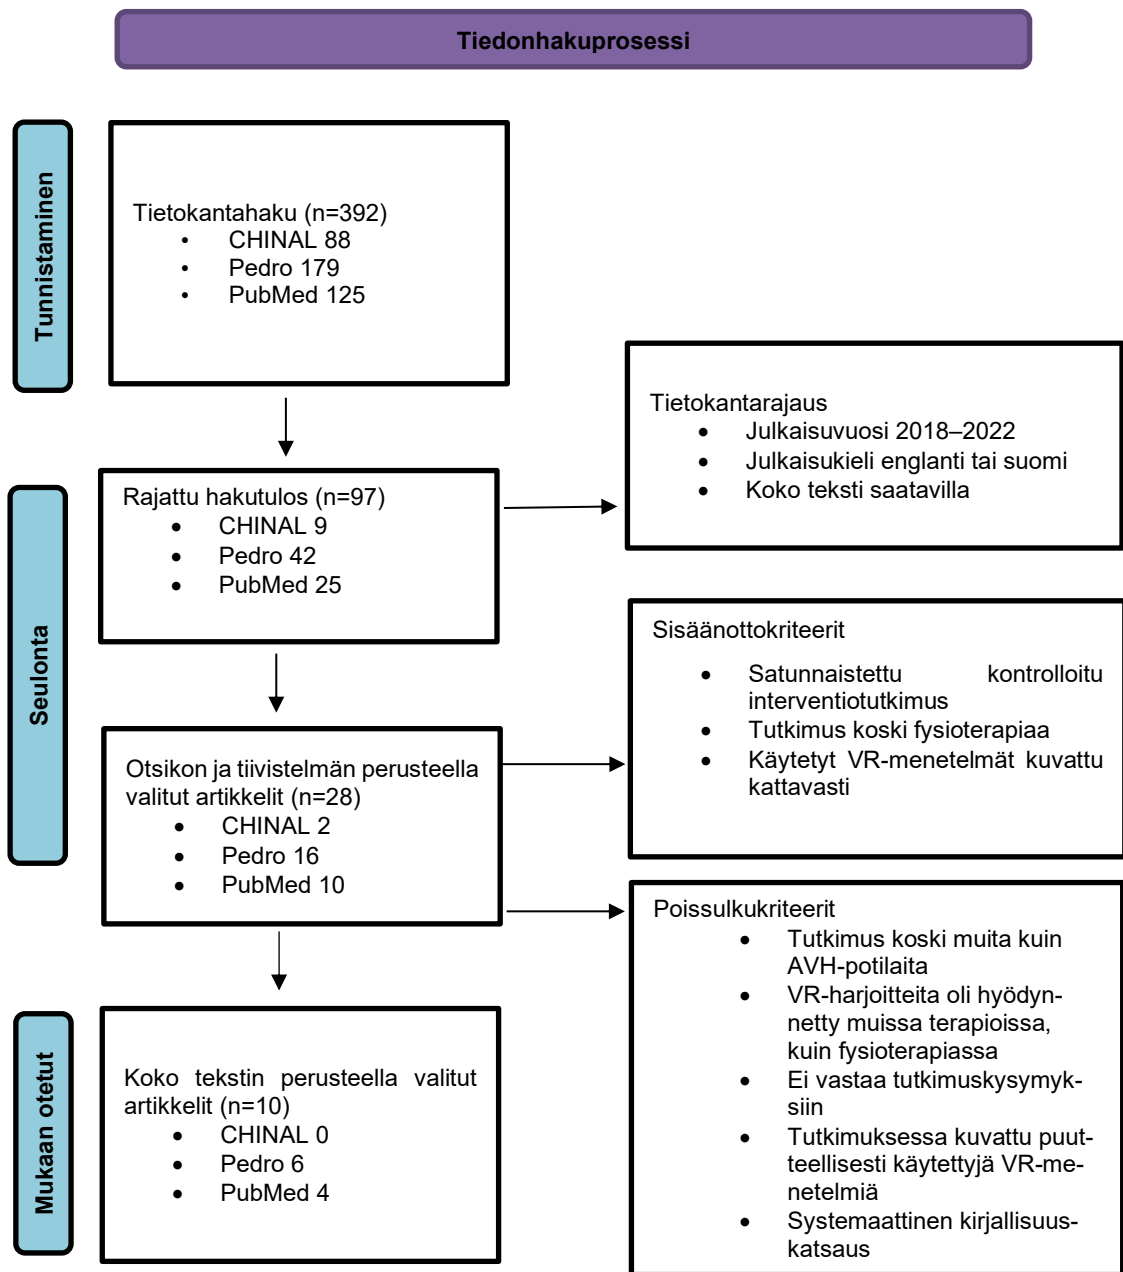 Tiedonhakuprosessi
Tunnistaminen
Tietokantahaku (n=392)
• CHINAL 88
• Pedro 179
• PubMed 125
Tietokantarajaus
• Julkaisuvuosi 2018–2022
• Julkaisukieli englanti tai suomi
• Koko teksti saatavilla
Seulonta
Rajattu hakutulos (n=97)
• CHINAL 9
• Pedro 42
• PubMed 25
Sisäänottokriteerit
• Satunnaistettu kontrolloitu
interventiotutkimus
• Tutkimus koski fysioterapiaa
• Käytetyt VR-menetelmät kuvattu
kattavasti
Otsikon ja tiivistelmän perusteella
valitut artikkelit (n=28)
• CHINAL 2
• Pedro 16
• PubMed 10
Poissulkukriteerit
• Tutkimus koski muita kuin
AVH-potilaita
• VR-harjoitteita oli hyödyn-
netty muissa terapioissa,
kuin fysioterapiassa
• Ei vastaa tutkimuskysymyk-
siin
• Tutkimuksessa kuvattu puut-
teellisesti käytettyjä VR-me-
netelmiä
• Systemaattinen kirjallisuus-
katsaus
Mukaan otetut
Koko tekstin perusteella valitut
artikkelit (n=10)
• CHINAL 0
• Pedro 6
• PubMed 4